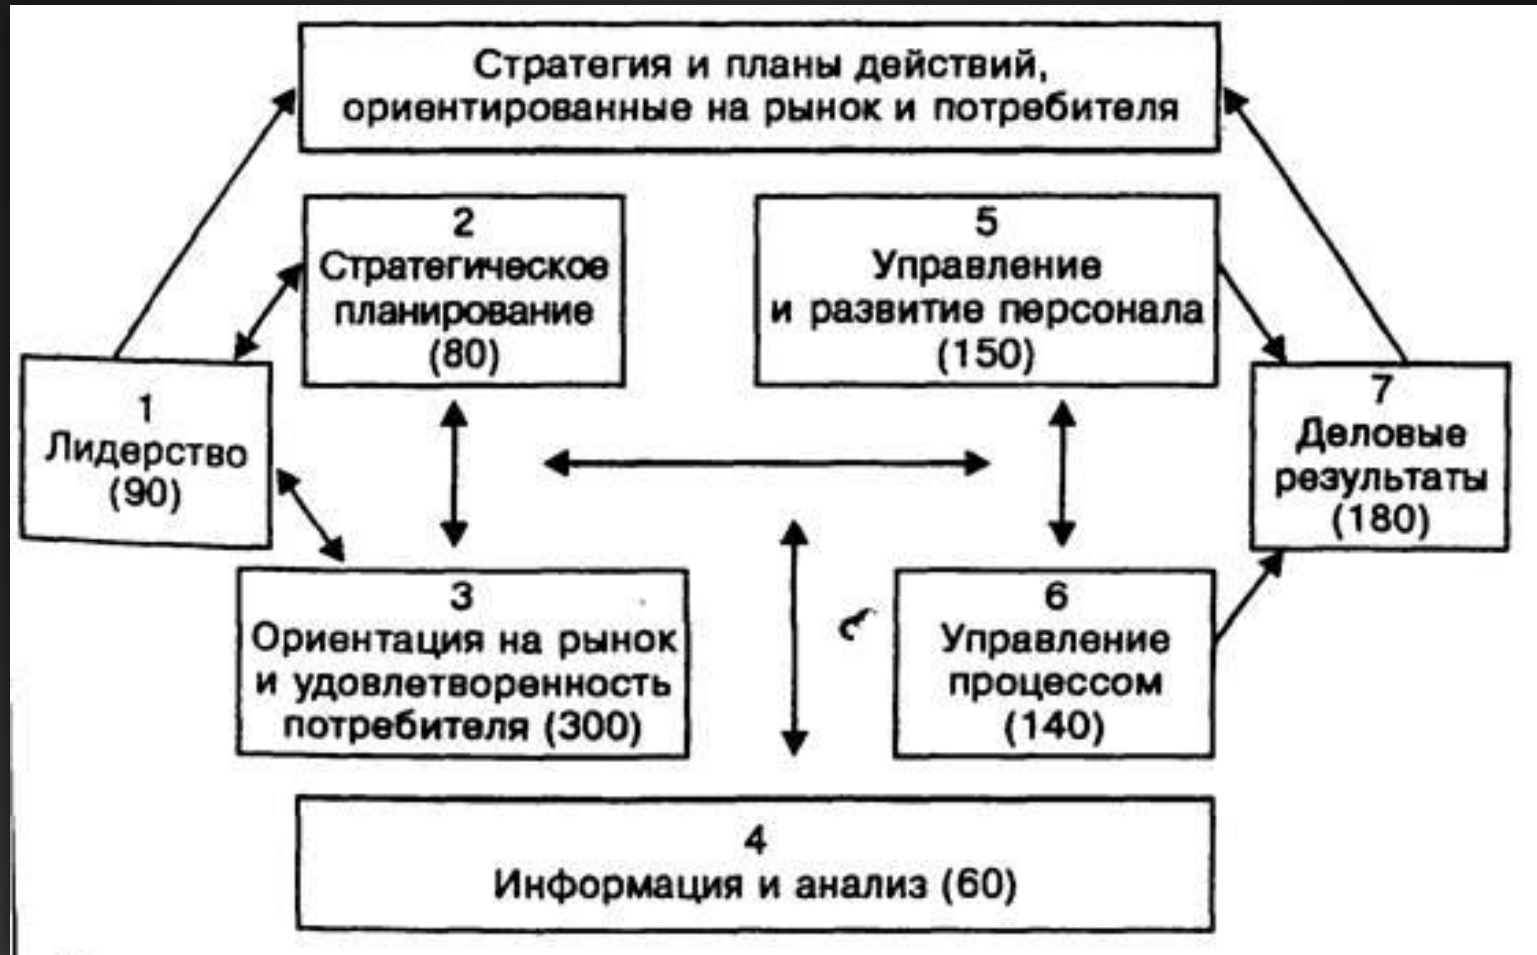 Стратегия и планы действий,
ориентированные на рынок и потребителя
2
Стратегическое
планирование
(80)
5
Управление
и развитие персонала
(150)
1
Лидерство
(90)
7
Деловые
результаты
(180)
3
Ориентация на рынок
и удовлетворенность
потребителя (300)
6
Управление
процессом
(140)
4
Информация и анализ (60)